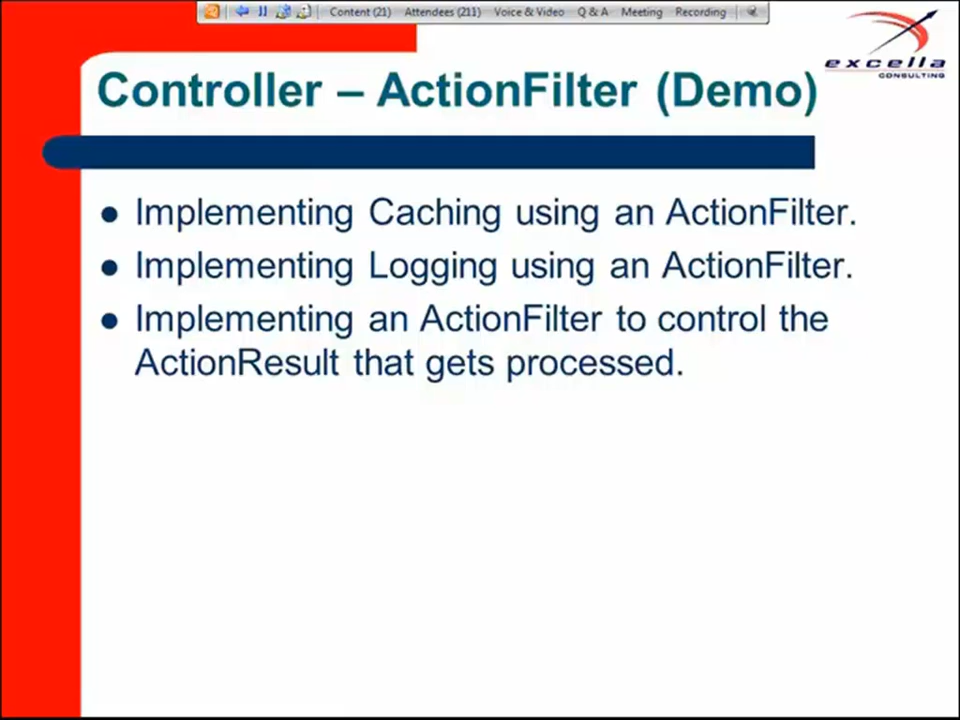 Content (21) Attendees (211) Voice & Video Q & A Meeting Recording
excella
CONSULTING
Controller – ActionFilter (Demo)
● Implementing Caching using an ActionFilter.
● Implementing Logging using an ActionFilter.
● Implementing an ActionFilter to control the
ActionResult that gets processed.